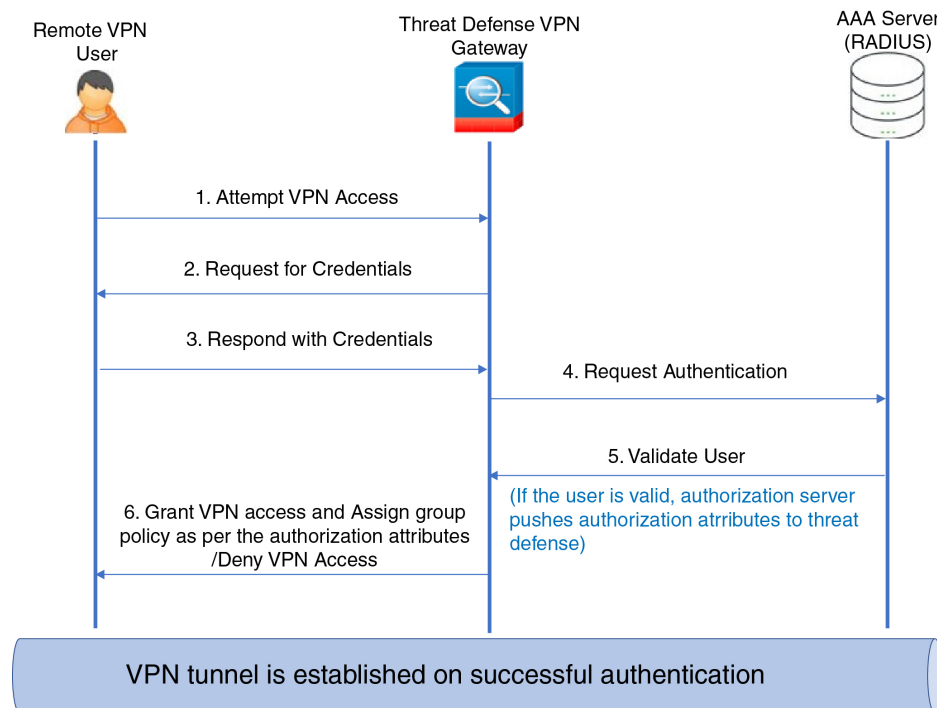 Remote VPN
User
Threat Defense VPN
Gateway
AAA Server
(RADIUS)
1. Attempt VPN Access
2. Request for Credentials
3. Respond with Credentials
4. Request Authentication
5. Validate User
(If the user is valid, authorization server
pushes authorization atrributes to threat
defense)
6. Grant VPN access and Assign group
policy as per the authorization attributes
/Deny VPN Access
VPN tunnel is established on successful authentication